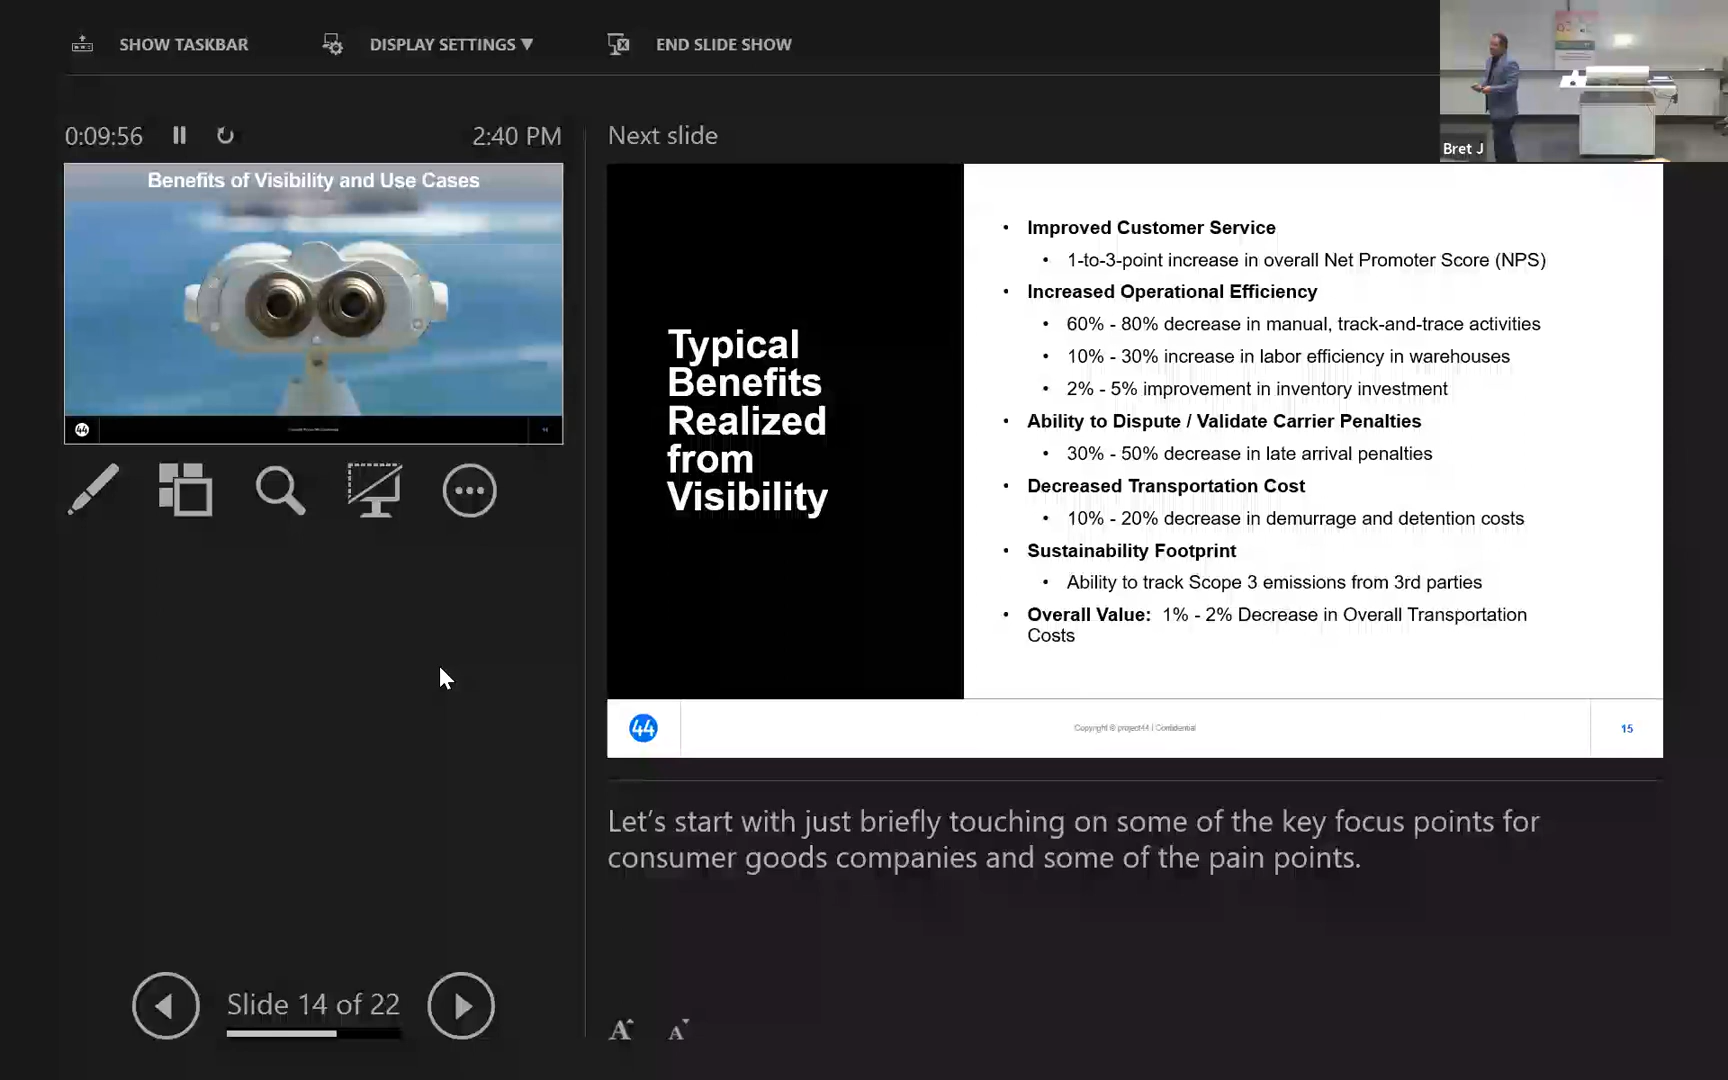 SHOW TASKBAR
DISPLAY SETTINGS ▼
END SLIDE SHOW
Bret J
0:09:56
2:40 PM
Benefits of Visibility and Use Cases
44
Next slide
Typical
Benefits
Realized
from
Visibility
• Improved Customer Service
• 1-to-3-point increase in overall Net Promoter Score (NPS)
• Increased Operational Efficiency
• 60% - 80% decrease in manual, track-and-trace activities
• 10% - 30% increase in labor efficiency in warehouses
• 2% - 5% improvement in inventory investment
• Ability to Dispute / Validate Carrier Penalties
• 30% - 50% decrease in late arrival penalties
• Decreased Transportation Cost
• 10% - 20% decrease in demurrage and detention costs
• Sustainability Footprint
• Ability to track Scope 3 emissions from 3rd parties
• Overall Value: 1% - 2% Decrease in Overall Transportation
Costs
44
Copyright © project44 | Confidential
15
Let’s start with just briefly touching on some of the key focus points for
consumer goods companies and some of the pain points.
Slide 14 of 22
A A